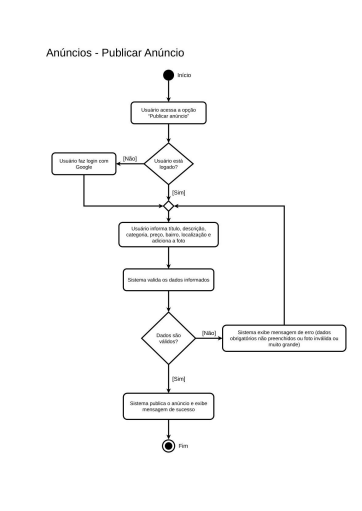 Anúncios - Publicar Anúncio
Início
Usuário acessa a opção
"Publicar anúncio"
Usuário faz login com
Google
[Não]
Usuário está
logado?
[Sim]
Usuário informa título, descrição,
categoria, preço, bairro, localização e
adiciona a foto
Sistema valida os dados informados
Dados são
válidos?
[Não]
Sistema exibe mensagem de erro (dados
obrigatórios não preenchidos ou foto inválida ou
muito grande)
[Sim]
Sistema publica o anúncio e exibe
mensagem de sucesso
Fim